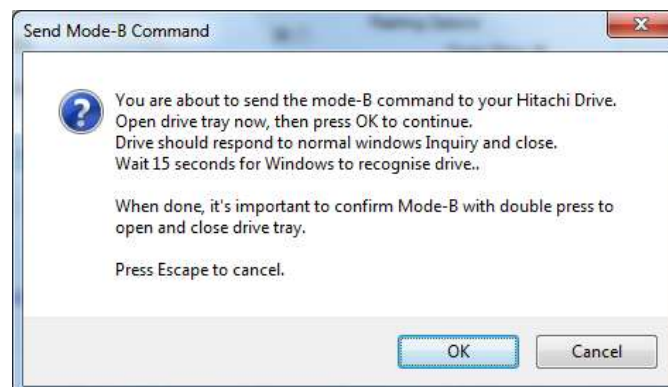 Send Mode-B Command
You are about to send the mode-B command to your Hitachi Drive.
Open drive tray now, then press OK to continue.
Drive should respond to normal windows Inquiry and close.
Wait 15 seconds for Windows to recognise drive..
When done, it's important to confirm Mode-B with double press to
open and close drive tray.
Press Escape to cancel.
OK
Cancel